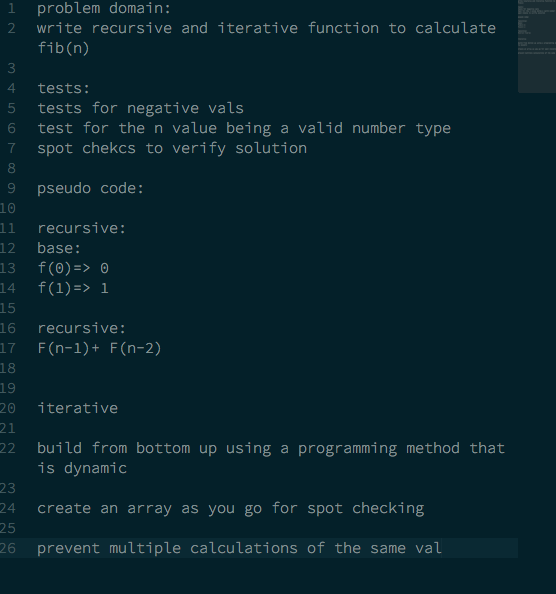 1 problem domain:
2 write recursive and iterative function to calculate
fib(n)
3
4 tests:
5 tests for negative vals
6 test for the n value being a valid number type
7 spot chekcs to verify solution
8
9 pseudo code:
10
11 recursive:
12 base:
13 f(0)=> 0
14 f(1)=> 1
15
16 recursive:
17 F(n-1)+ F(n-2)
18
19
20 iterative
21
22 build from bottom up using a programming method that
is dynamic
23
24 create an array as you go for spot checking
25
26 prevent multiple calculations of the same val